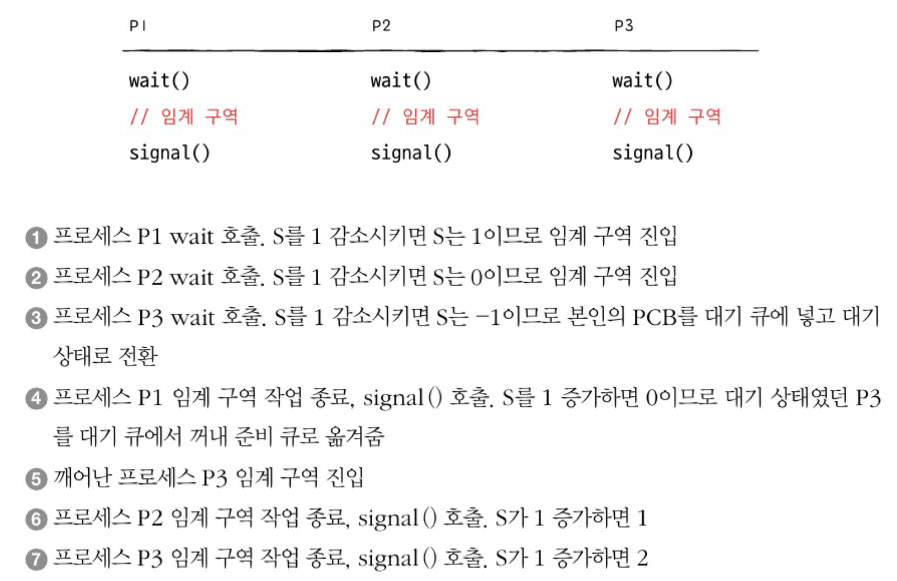 P1 P2 P3
wait() wait() wait()
// 임계 구역 // 임계 구역 // 임계 구역
signal() signal() signal()
1 프로세스 P1 wait 호출. S를 1 감소시키면 S는 1이므로 임계 구역 진입
2 프로세스 P2 wait 호출. S를 1 감소시키면 S는 0이므로 임계 구역 진입
3 프로세스 P3 wait 호출. S를 1 감소시키면 S는 -1이므로 본인의 PCB를 대기 큐에 넣고 대기
상태로 전환
4 프로세스 P1 임계 구역 작업 종료, signal() 호출. S를 1 증가하면 0이므로 대기 상태였던 P3
를 대기 큐에서 꺼내 준비 큐로 옮겨줌
5 깨어난 프로세스 P3 임계 구역 진입
6 프로세스 P2 임계 구역 작업 종료, signal() 호출. S가 1 증가하면 1
7 프로세스 P3 임계 구역 작업 종료, signal() 호출. S가 1 증가하면 2